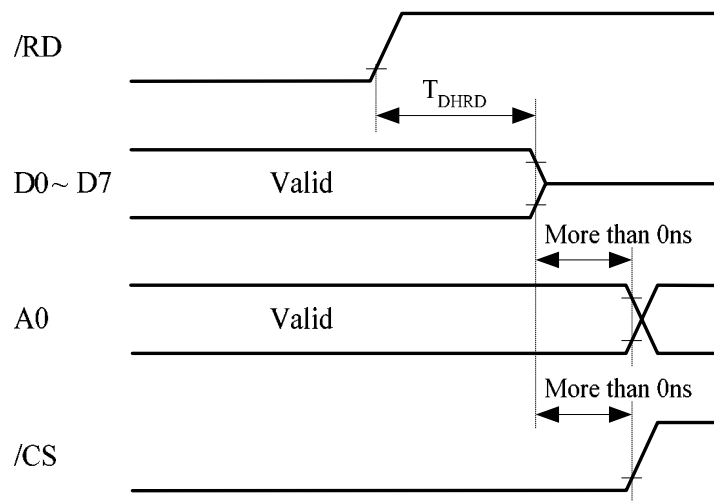 /RD
TDHRD
D0~ D7
Valid
More than 0ns
A0
Valid
More than 0ns
/CS